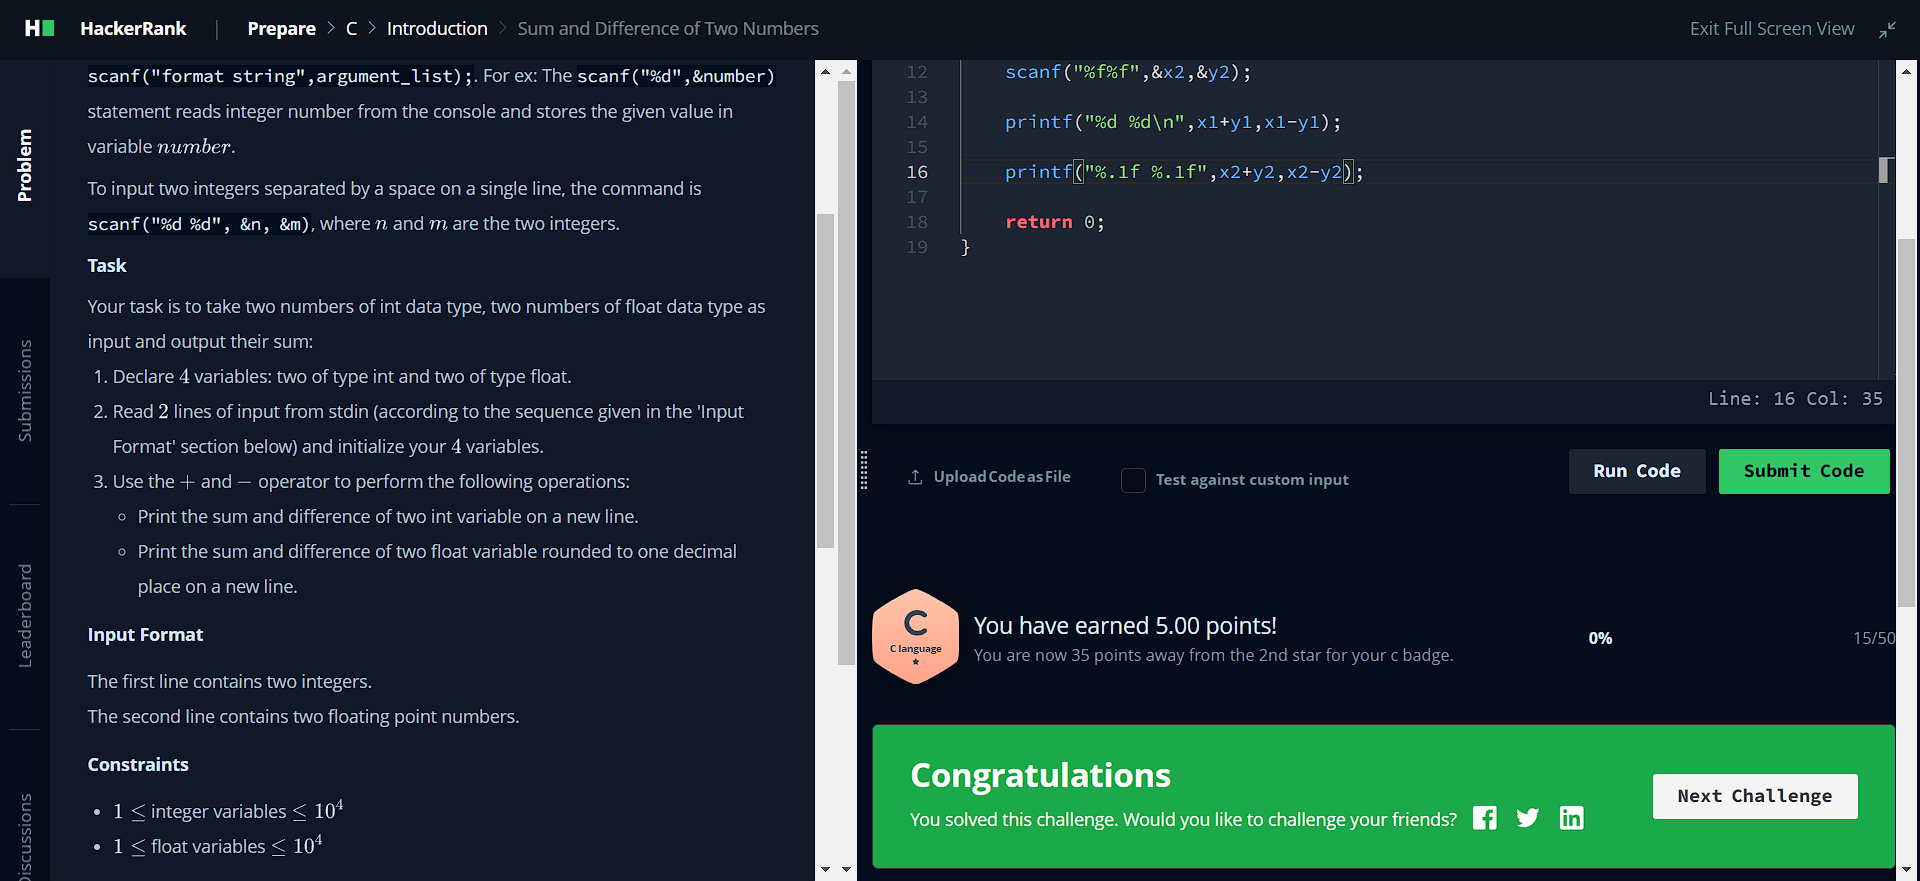 HackerRank | Prepare > C > Introduction > Sum and Difference of Two Numbers
Exit Full Screen View
Problem
Submissions
Leaderboard
Discussions
scanf("format string",argument_list);. For ex: The scanf("%d",&number)
statement reads integer number from the console and stores the given value in
variable number.
To input two integers separated by a space on a single line, the command is
scanf("%d %d", &n, &m), where n and m are the two integers.
Task
Your task is to take two numbers of int data type, two numbers of float data type as
input and output their sum:
1. Declare 4 variables: two of type int and two of type float.
2. Read 2 lines of input from stdin (according to the sequence given in the 'Input
Format' section below) and initialize your 4 variables.
3. Use the + and − operator to perform the following operations:
○ Print the sum and difference of two int variable on a new line.
○ Print the sum and difference of two float variable rounded to one decimal
place on a new line.
Input Format
The first line contains two integers.
The second line contains two floating point numbers.
Constraints
• 1 ≤ integer variables ≤ 10⁴
• 1 ≤ float variables ≤ 10⁴
12 scanf("%f%f",&x2,&y2);
13
14 printf("%d %d\n",x1+y1,x1-y1);
15
16 printf("%.1f %.1f",x2+y2,x2-y2);
17
18 return 0;
19 }
Line: 16 Col: 35
Upload Code as File
Test against custom input
Run Code
Submit Code
C
C language
You have earned 5.00 points!
You are now 35 points away from the 2nd star for your c badge.
0%
15/50
Congratulations
You solved this challenge. Would you like to challenge your friends?
Next Challenge